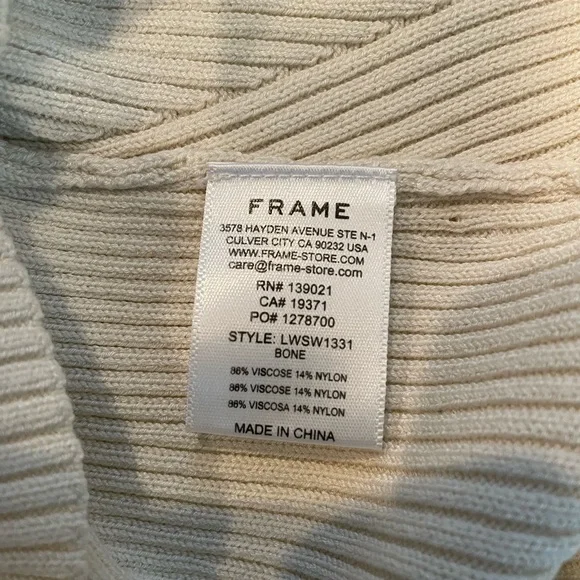 FRAME
3578 HAYDEN AVENUE STE N-1
CULVER CITY CA 90232 USA
WWW.FRAME-STORE.COM
care@frame-store.com
RN# 139021
CA# 19371
PO# 1278700
STYLE: LWSW1331
BONE
86% VISCOSE 14% NYLON
86% VISCOSE 14% NYLON
86% VISCOSA 14% NYLON
MADE IN CHINA